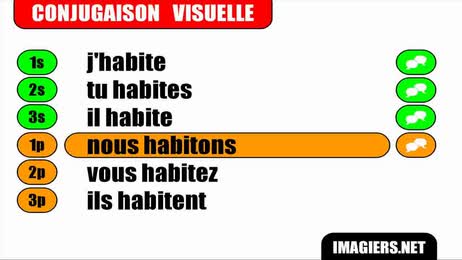 CONJUGAISON VISUELLE
1s j'habite
2s tu habites
3s il habite
1p nous habitons
2p vous habitez
3p ils habitent
IMAGIERS.NET